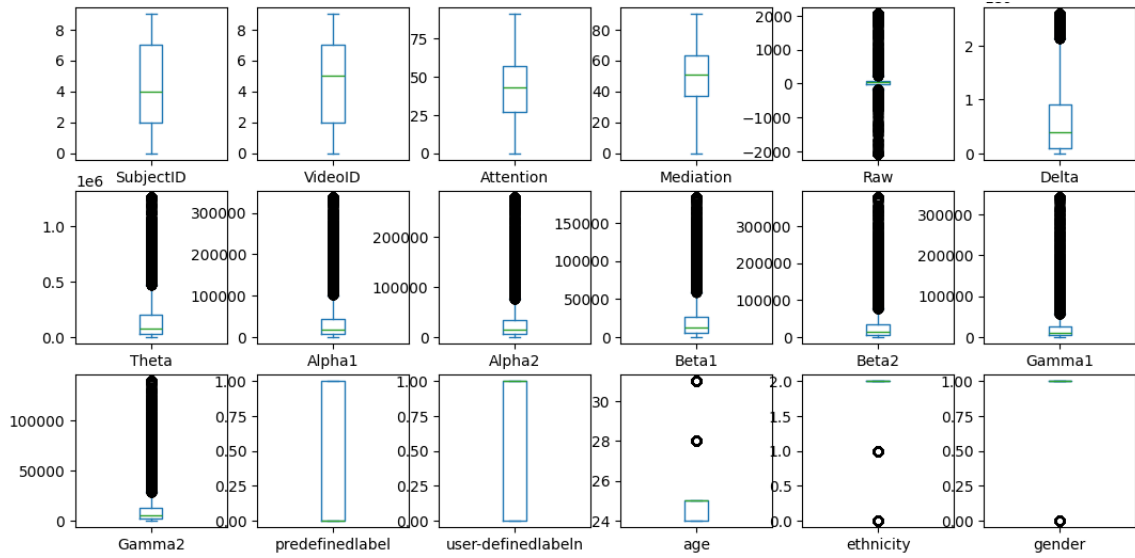 8 6 4 2 0
8 6 4 2 0
75 50 25 0
80 60 40 20 0
2000 1000 0 −1000 −2000
2 1 0
SubjectID VideoID Attention Mediation Raw Delta
1e6
1.0 0.5 0.0
300000 200000 100000 0
200000 100000 0
150000 100000 50000 0
300000 200000 100000 0
300000 200000 100000 0
Theta Alpha1 Alpha2 Beta1 Beta2 Gamma1
100000 50000 0
1.00 0.75 0.50 0.25 0.00
1.00 0.75 0.50 0.25 0.00
30 28 26 24
2.0 1.5 1.0 0.5 0.0
1.00 0.75 0.50 0.25 0.00
Gamma2 predefinedlabel user-definedlabeln age ethnicity gender